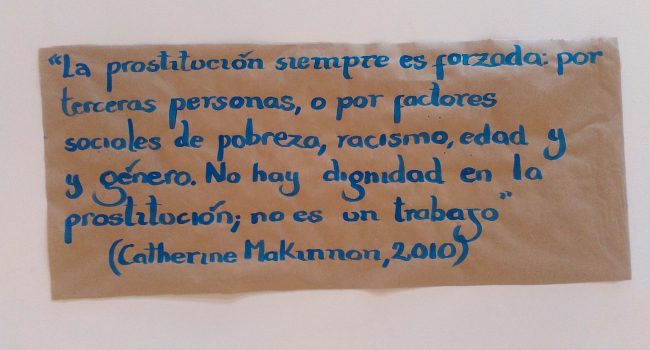 “La prostitución siempre es forzada: por
terceras personas, o por factores
sociales de pobreza, racismo, edad y
y género. No hay dignidad en la
prostitución; no es un trabajo”
(Catherine MaKinnon, 2010)